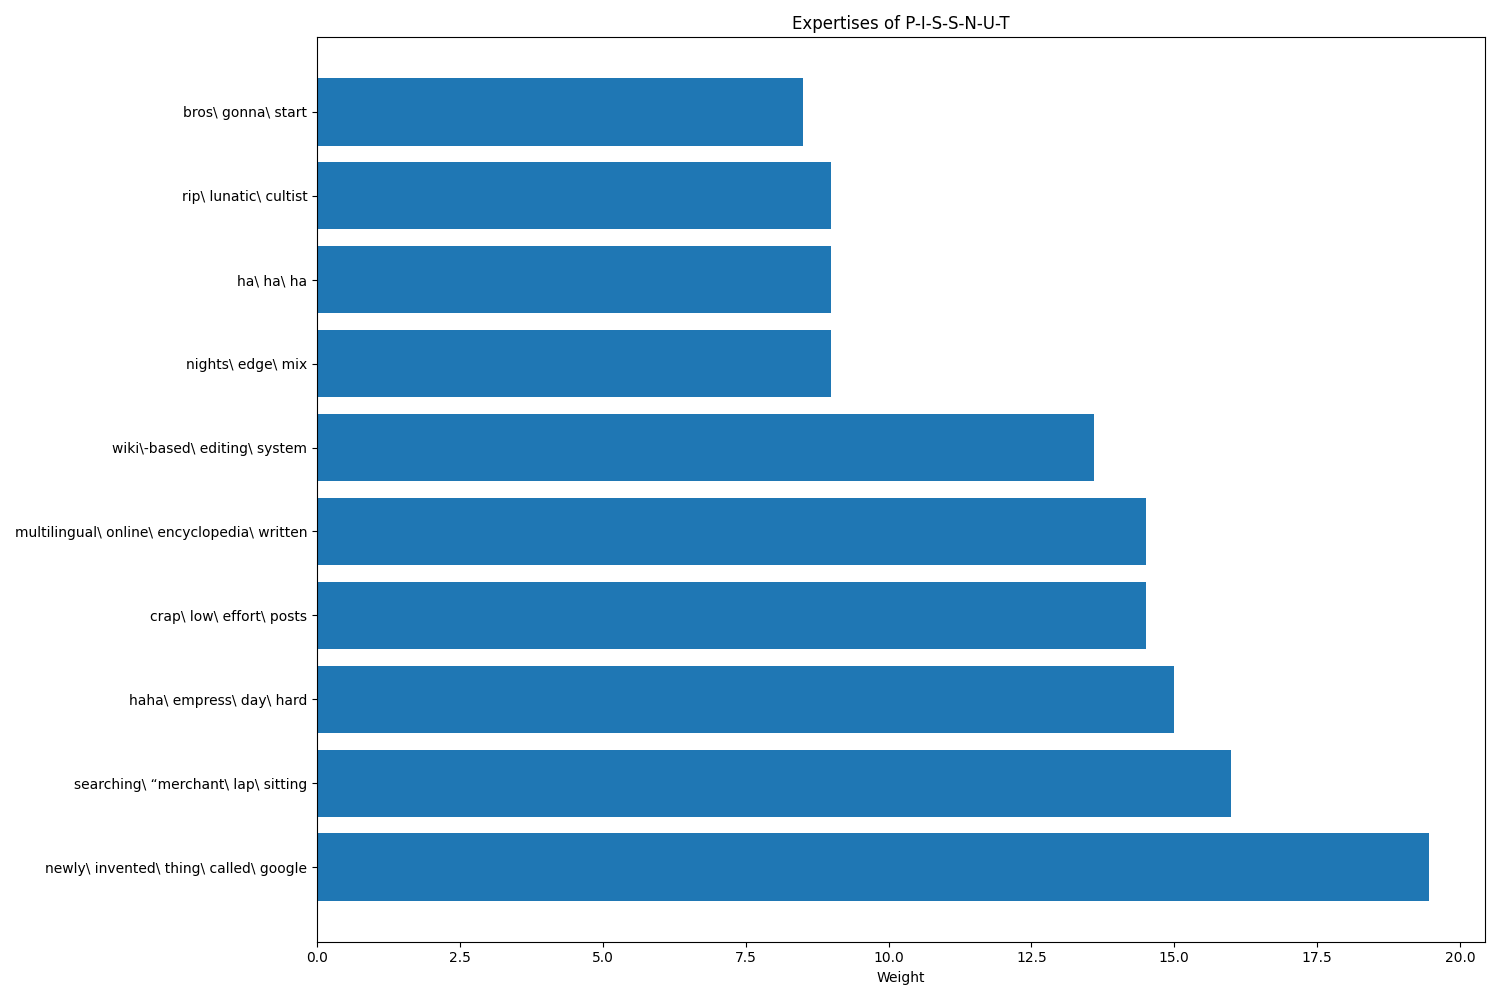 Expertises of P-I-S-S-N-U-T
bros\ gonna\ start
rip\ lunatic\ cultist
ha\ ha\ ha
nights\ edge\ mix
wiki\-based\ editing\ system
multilingual\ online\ encyclopedia\ written
crap\ low\ effort\ posts
haha\ empress\ day\ hard
searching\ “merchant\ lap\ sitting
newly\ invented\ thing\ called\ google
0.0 2.5 5.0 7.5 10.0 12.5 15.0 17.5 20.0
Weight